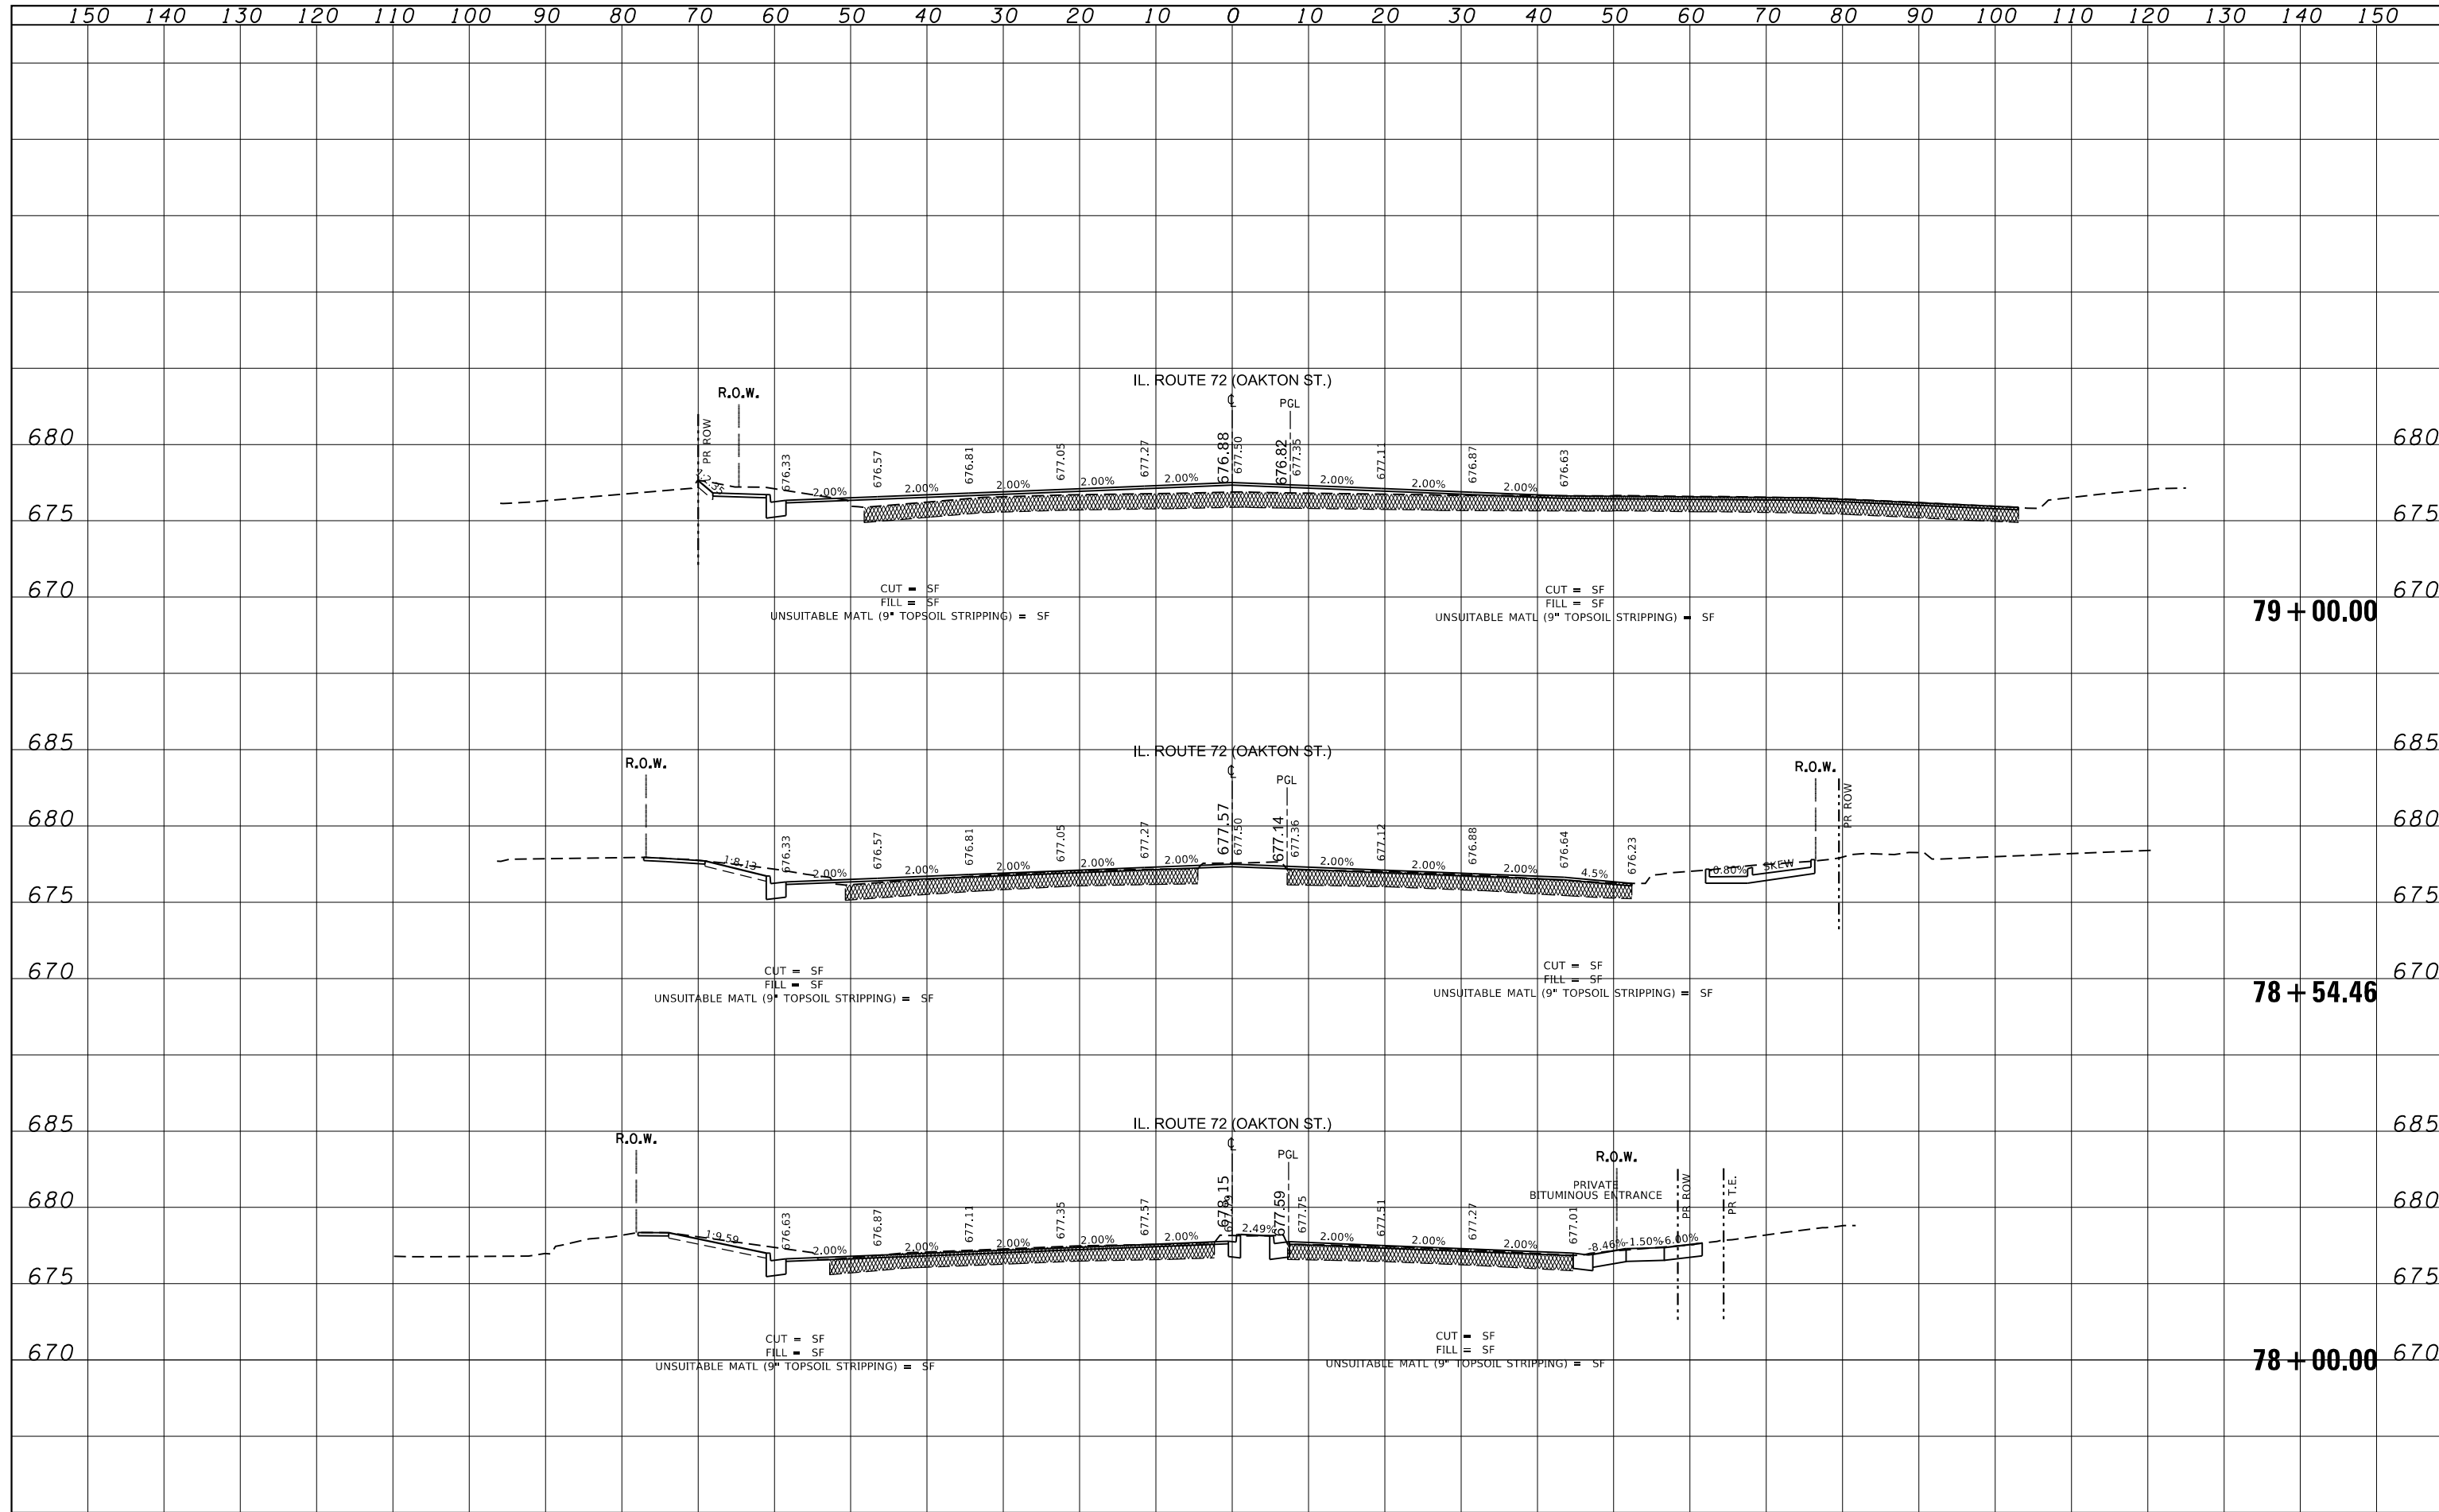 150 140 130 120 110 100 90 80 70 60 50 40 30 20 10 0 10 20 30 40 50 60 70 80 90 100 110 120 130 140 150
IL. ROUTE 72 (OAKTON ST.)
R.O.W.
℄
PGL
PR ROW
680 680
676.33
676.57
676.81
677.05
677.27
676.88
677.50
676.82
677.35
677.11
676.87
676.63
2.00% 2.00% 2.00% 2.00% 2.00% 2.00% 2.00% 2.00%
675 675
670 670
CUT = SF
FILL = SF
UNSUITABLE MATL (9" TOPSOIL STRIPPING) = SF
CUT = SF
FILL = SF
UNSUITABLE MATL (9" TOPSOIL STRIPPING) = SF
79+00.00
685 685
IL. ROUTE 72 (OAKTON ST.)
R.O.W.
℄
PGL
R.O.W.
PR ROW
680 680
676.33
676.57
676.81
677.05
677.27
677.57
677.50
677.14
677.36
677.12
676.88
676.64
676.23
1:8.13 2.00% 2.00% 2.00% 2.00% 2.00% 2.00% 2.00% 2.00% 4.5% -0.80% SKEW
675 675
670 670
CUT = SF
FILL = SF
UNSUITABLE MATL (9" TOPSOIL STRIPPING) = SF
CUT = SF
FILL = SF
UNSUITABLE MATL (9" TOPSOIL STRIPPING) = SF
78+54.46
685 685
IL. ROUTE 72 (OAKTON ST.)
R.O.W.
℄
PGL
R.O.W.
PRIVATE
BITUMINOUS ENTRANCE
PR ROW
PR T.E.
680 680
676.63
676.87
677.11
677.35
677.57
678.15
677.59
677.75
677.51
677.27
677.01
1:9.59 2.00% 2.00% 2.00% 2.00% 2.00% 2.49% 2.00% 2.00% 2.00% -8.46% -1.50% -6.00%
675 675
670 670
CUT = SF
FILL = SF
UNSUITABLE MATL (9" TOPSOIL STRIPPING) = SF
CUT = SF
FILL = SF
UNSUITABLE MATL (9" TOPSOIL STRIPPING) = SF
78+00.00